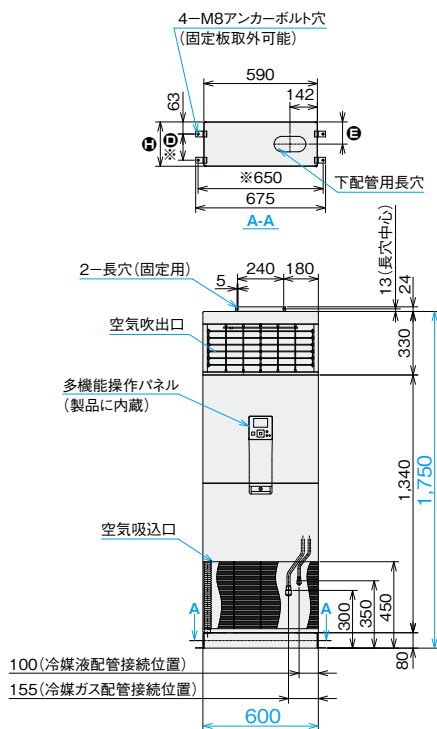 4ーM8アンカーボルト穴
(固定板取外可能)
590
142
63
H
D
※
E
下配管用長穴
※650
675
A-A
2ー長穴(固定用)
240
180
5
13(長穴中心)
24
空気吹出口
330
多機能操作パネル
(製品に内蔵)
1,340
1,750
空気吸込口
A
A
300
350
450
80
100(冷媒液配管接続位置)
155(冷媒ガス配管接続位置)
600